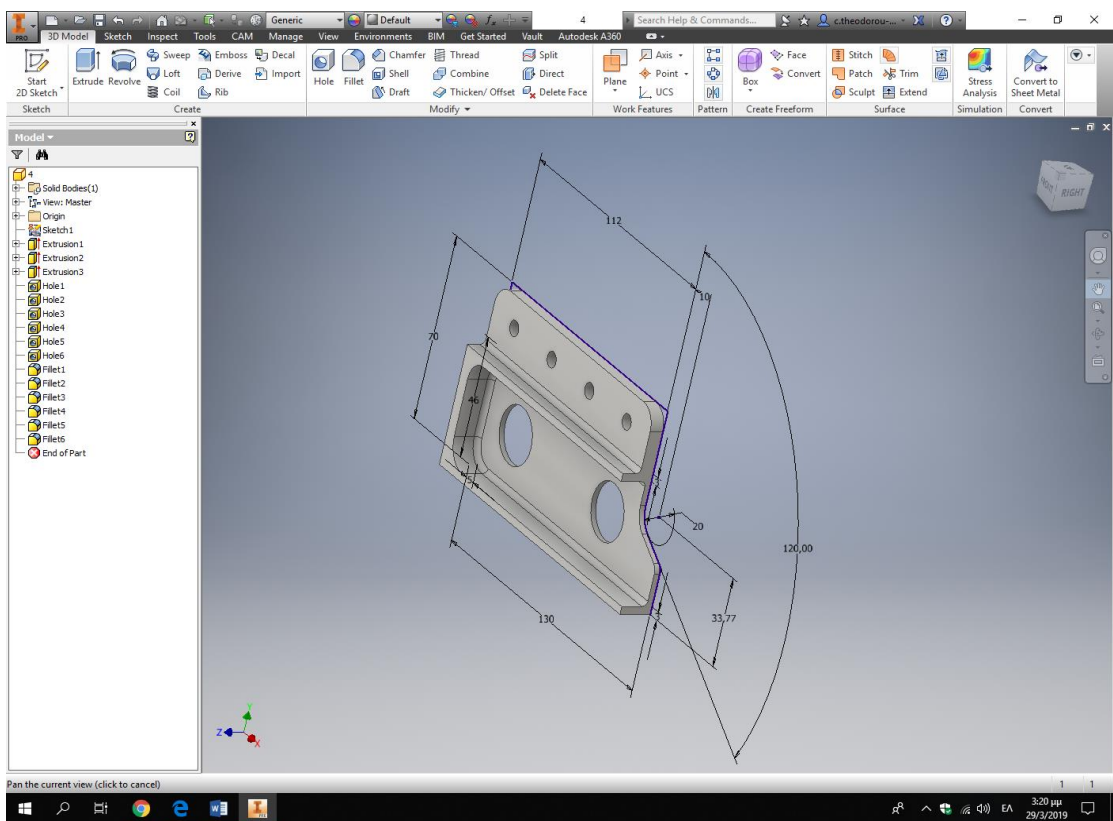 PRO
Generic
Default
4
Search Help & Commands...
c.theodorou-...
3D Model Sketch Inspect Tools CAM Manage View Environments BIM Get Started Vault Autodesk A360
Start
2D Sketch
Extrude Revolve
Sweep Emboss Decal
Loft Derive Import
Coil Rib
Hole Fillet
Chamfer Thread Split
Shell Combine Direct
Draft Thicken/ Offset Delete Face
Plane
Axis
Point
UCS
Box
Face
Convert
Stitch
Patch Trim
Sculpt Extend
Stress
Analysis
Convert to
Sheet Metal
Sketch Create Modify Work Features Pattern Create Freeform Surface Simulation Convert
Model
4
Solid Bodies(1)
View: Master
Origin
Sketch1
Extrusion1
Extrusion2
Extrusion3
Hole1
Hole2
Hole3
Hole4
Hole5
Hole6
Fillet1
Fillet2
Fillet3
Fillet4
Fillet5
Fillet6
End of Part
RIGHT
112
10
70
46
5
3
20
120,00
130
3
33,77
Y
Z
X
Pan the current view (click to cancel)
1 1
ΕΛ
3:20 μμ
29/3/2019